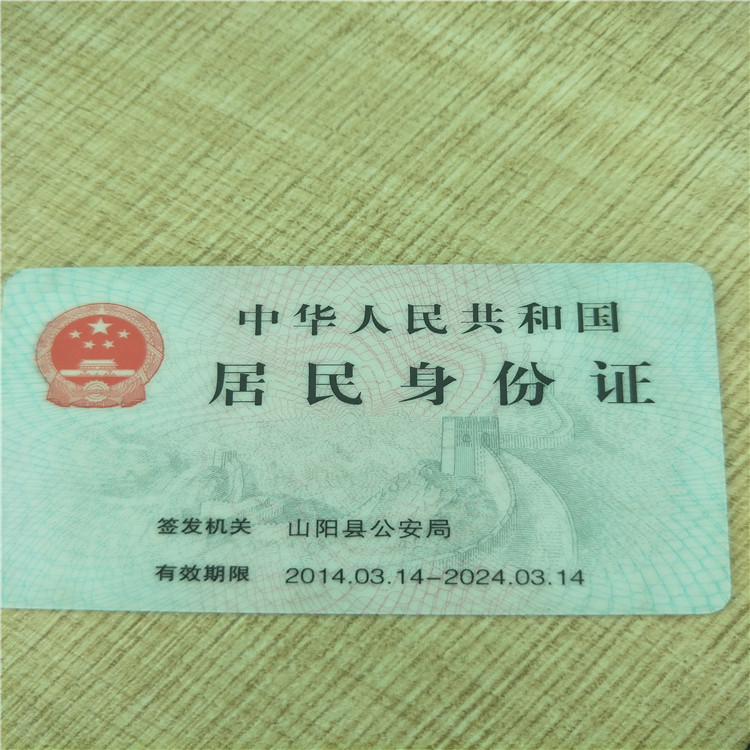 中华人民共和国
居民身份证
签发机关 山阳县公安局
有效期限 2014.03.14-2024.03.14